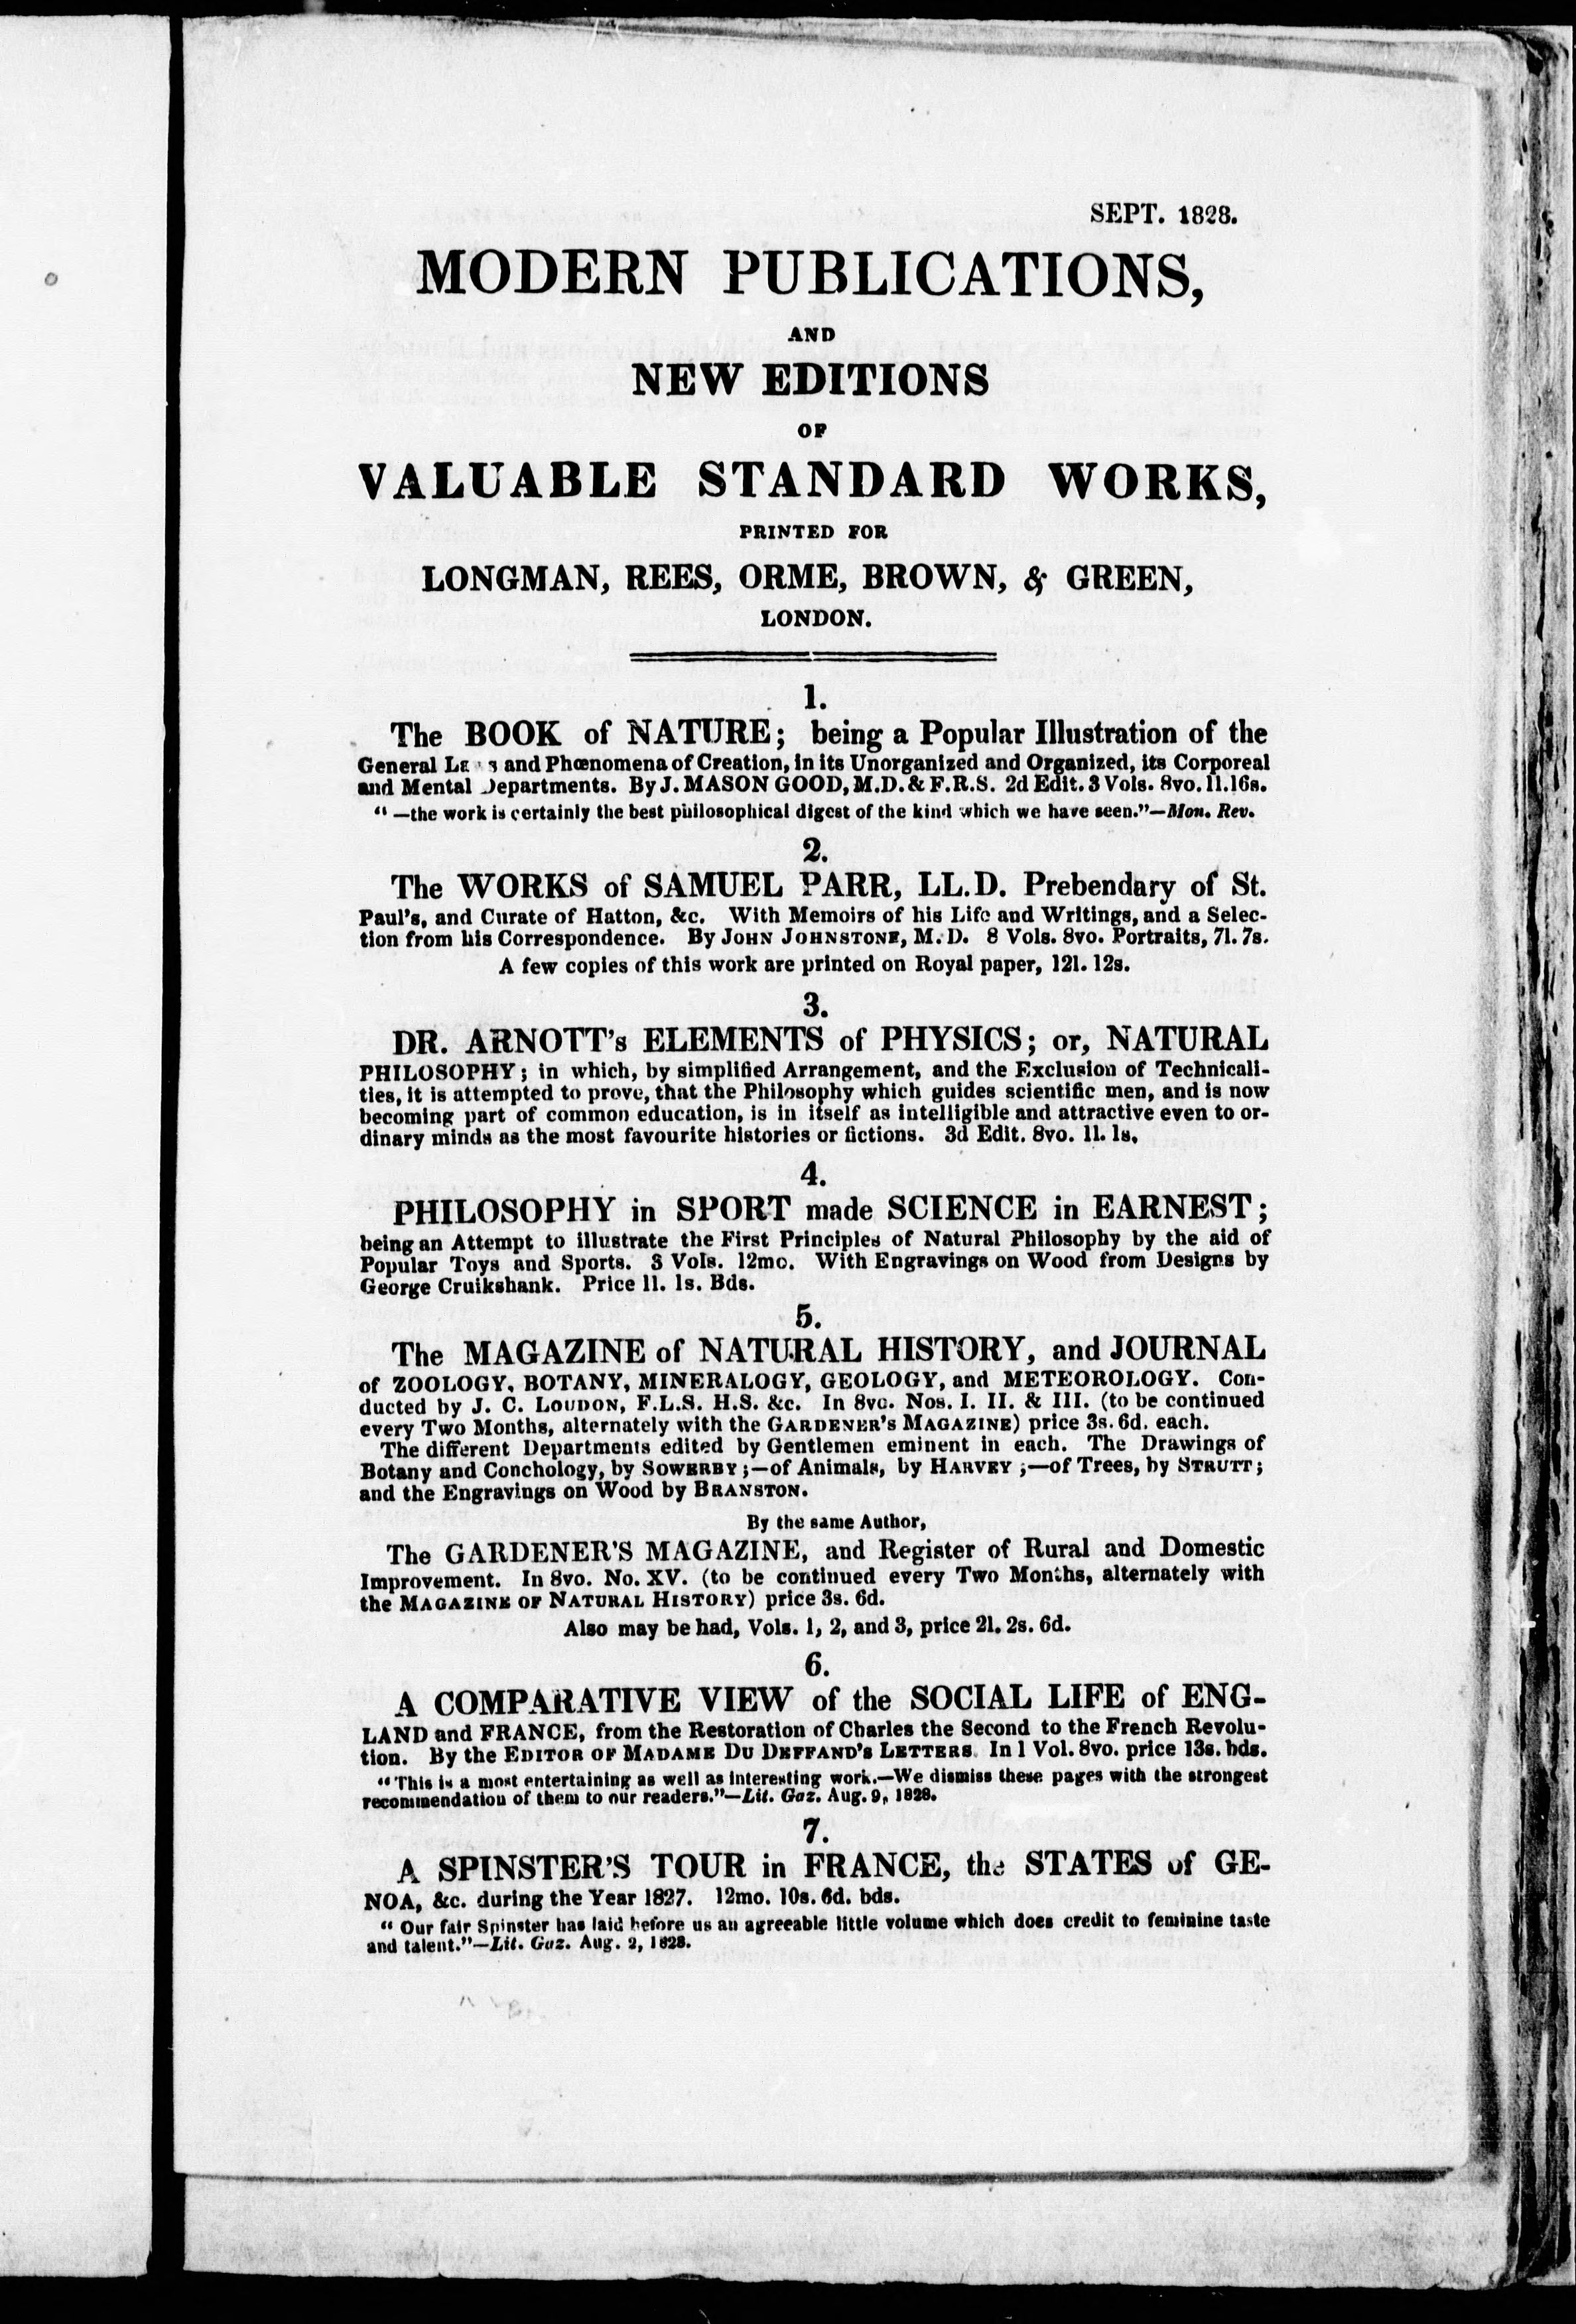 SEPT. 1828.
MODERN PUBLICATIONS,
AND
NEW EDITIONS
OF
VALUABLE STANDARD WORKS,
PRINTED FOR
LONGMAN, REES, ORME, BROWN, & GREEN,
LONDON.
1.
The BOOK of NATURE; being a Popular Illustration of the
General and Phœnomena of Creation, in its Unorganized and Organized, its Corporeal
and Mental Departments. By J. MASON GOOD, M.D. & F.R.S. 2d Edit. 3 Vols. 8vo. 1l. 16s.
" —the work is certainly the best philosophical digest of the kind which we have seen."—Mon. Rev.
2.
The WORKS of SAMUEL PARR, LL.D. Prebendary of St.
Paul's, and Curate of Hatton, &c. With Memoirs of his Life and Writings, and a Selec-
tion from his Correspondence. By JOHN JOHNSTONE, M.D. 8 Vols. 8vo. Portraits, 7l. 7s.
A few copies of this work are printed on Royal paper, 12l. 12s.
3.
DR. ARNOTT's ELEMENTS of PHYSICS; or, NATURAL
PHILOSOPHY; in which, by simplified Arrangement, and the Exclusion of Technicali-
ties, it is attempted to prove, that the Philosophy which guides scientific men, and is now
becoming part of common education, is in itself as intelligible and attractive even to or-
dinary minds as the most favourite histories or fictions. 3d Edit. 8vo. 1l. 1s.
4.
PHILOSOPHY in SPORT made SCIENCE in EARNEST;
being an Attempt to illustrate the First Principles of Natural Philosophy by the aid of
Popular Toys and Sports. 3 Vols. 12mo. With Engravings on Wood from Designs by
George Cruikshank. Price 1l. 1s. Bds.
5.
The MAGAZINE of NATURAL HISTORY, and JOURNAL
of ZOOLOGY, BOTANY, MINERALOGY, GEOLOGY, and METEOROLOGY. Con-
ducted by J. C. LOUDON, F.L.S. H.S. &c. In 8vo. Nos. I. II. & III. (to be continued
every Two Months, alternately with the GARDENER'S MAGAZINE) price 3s. 6d. each.
The different Departments edited by Gentlemen eminent in each. The Drawings of
Botany and Conchology, by SOWERBY;—of Animals, by HARVEY;—of Trees, by STRUTT;
and the Engravings on Wood by BRANSTON.
By the same Author,
The GARDENER'S MAGAZINE, and Register of Rural and Domestic
Improvement. In 8vo. No. XV. (to be continued every Two Months, alternately with
the MAGAZINE OF NATURAL HISTORY) price 3s. 6d.
Also may be had, Vols. 1, 2, and 3, price 2l. 2s. 6d.
6.
A COMPARATIVE VIEW of the SOCIAL LIFE of ENG-
LAND and FRANCE, from the Restoration of Charles the Second to the French Revolu-
tion. By the EDITOR OF MADAME DU DEFFAND'S LETTERS. In 1 Vol. 8vo. price 13s. bds.
"This is a most entertaining as well as interesting work.—We dismiss these pages with the strongest
recommendation of them to our readers."—Lit. Gaz. Aug. 9, 1828.
7.
A SPINSTER'S TOUR in FRANCE, the STATES of GE-
NOA, &c. during the Year 1827. 12mo. 10s. 6d. bds.
" Our fair Spinster has laid before us an agreeable little volume which does credit to feminine taste
and talent."—Lit. Gaz. Aug. 2, 1828.